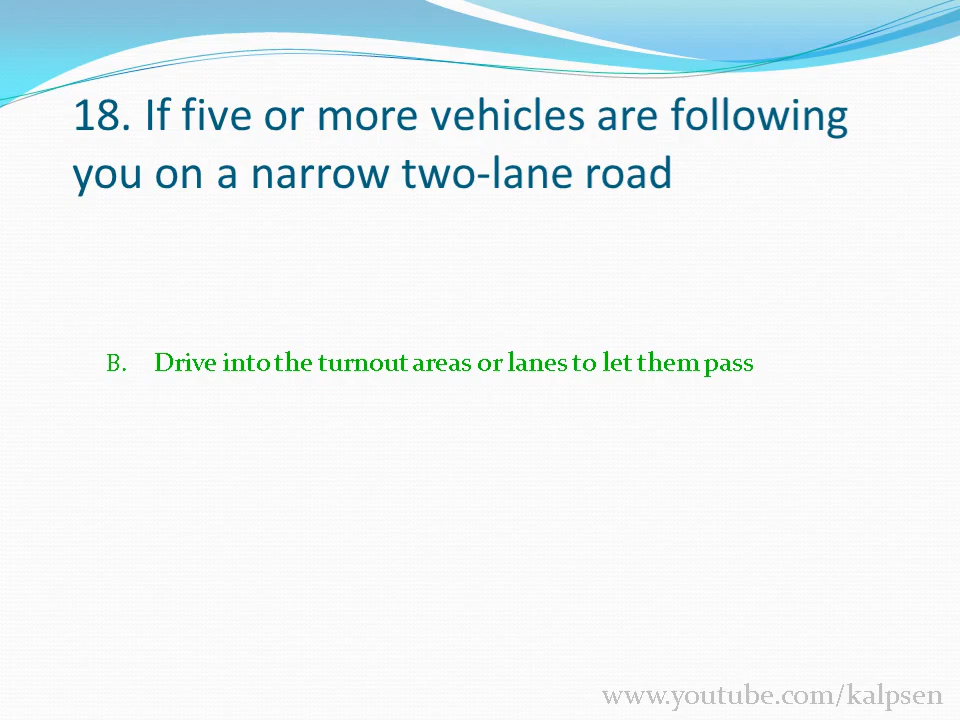 18. If five or more vehicles are following
you on a narrow two-lane road
B. Drive into the turnout areas or lanes to let them pass
www.youtube.com/kalpsen